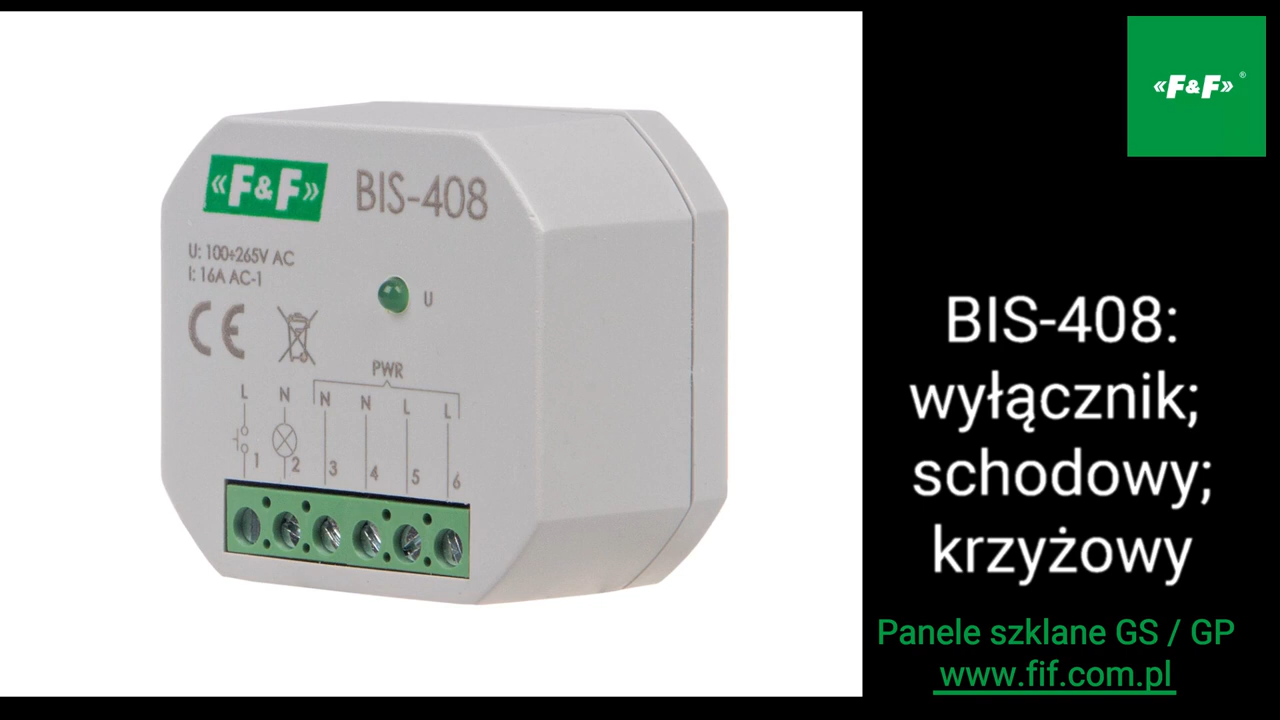 «F&F»®
«F&F» BIS-408
U: 100÷265V AC
I: 16A AC-1
U
CE
PWR
L N N N L L
1 2 3 4 5 6
BIS-408:
wyłącznik;
schodowy;
krzyżowy
Panele szklane GS / GP
www.fif.com.pl